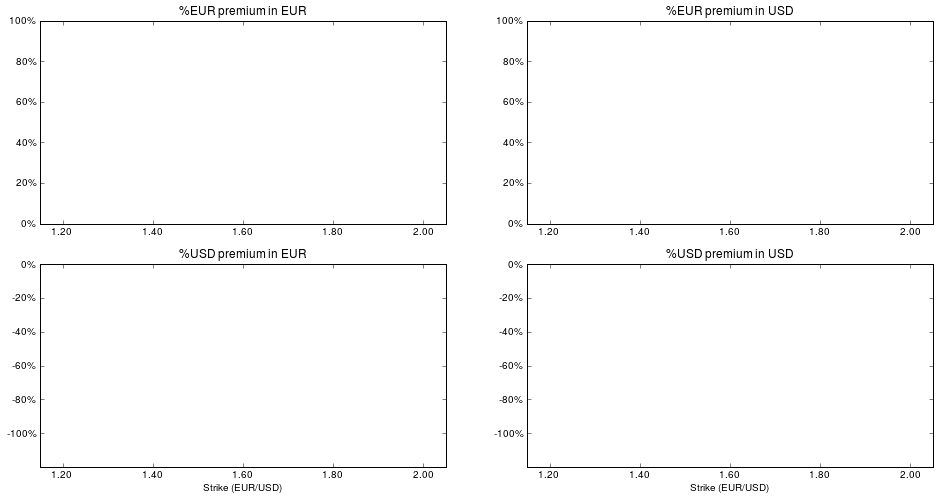 %EUR premium in EUR
100%
80%
60%
40%
20%
0%
1.20 1.40 1.60 1.80 2.00
%EUR premium in USD
100%
80%
60%
40%
20%
0%
1.20 1.40 1.60 1.80 2.00
%USD premium in EUR
0%
-20%
-40%
-60%
-80%
-100%
1.20 1.40 1.60 1.80 2.00
Strike (EUR/USD)
%USD premium in USD
0%
-20%
-40%
-60%
-80%
-100%
1.20 1.40 1.60 1.80 2.00
Strike (EUR/USD)